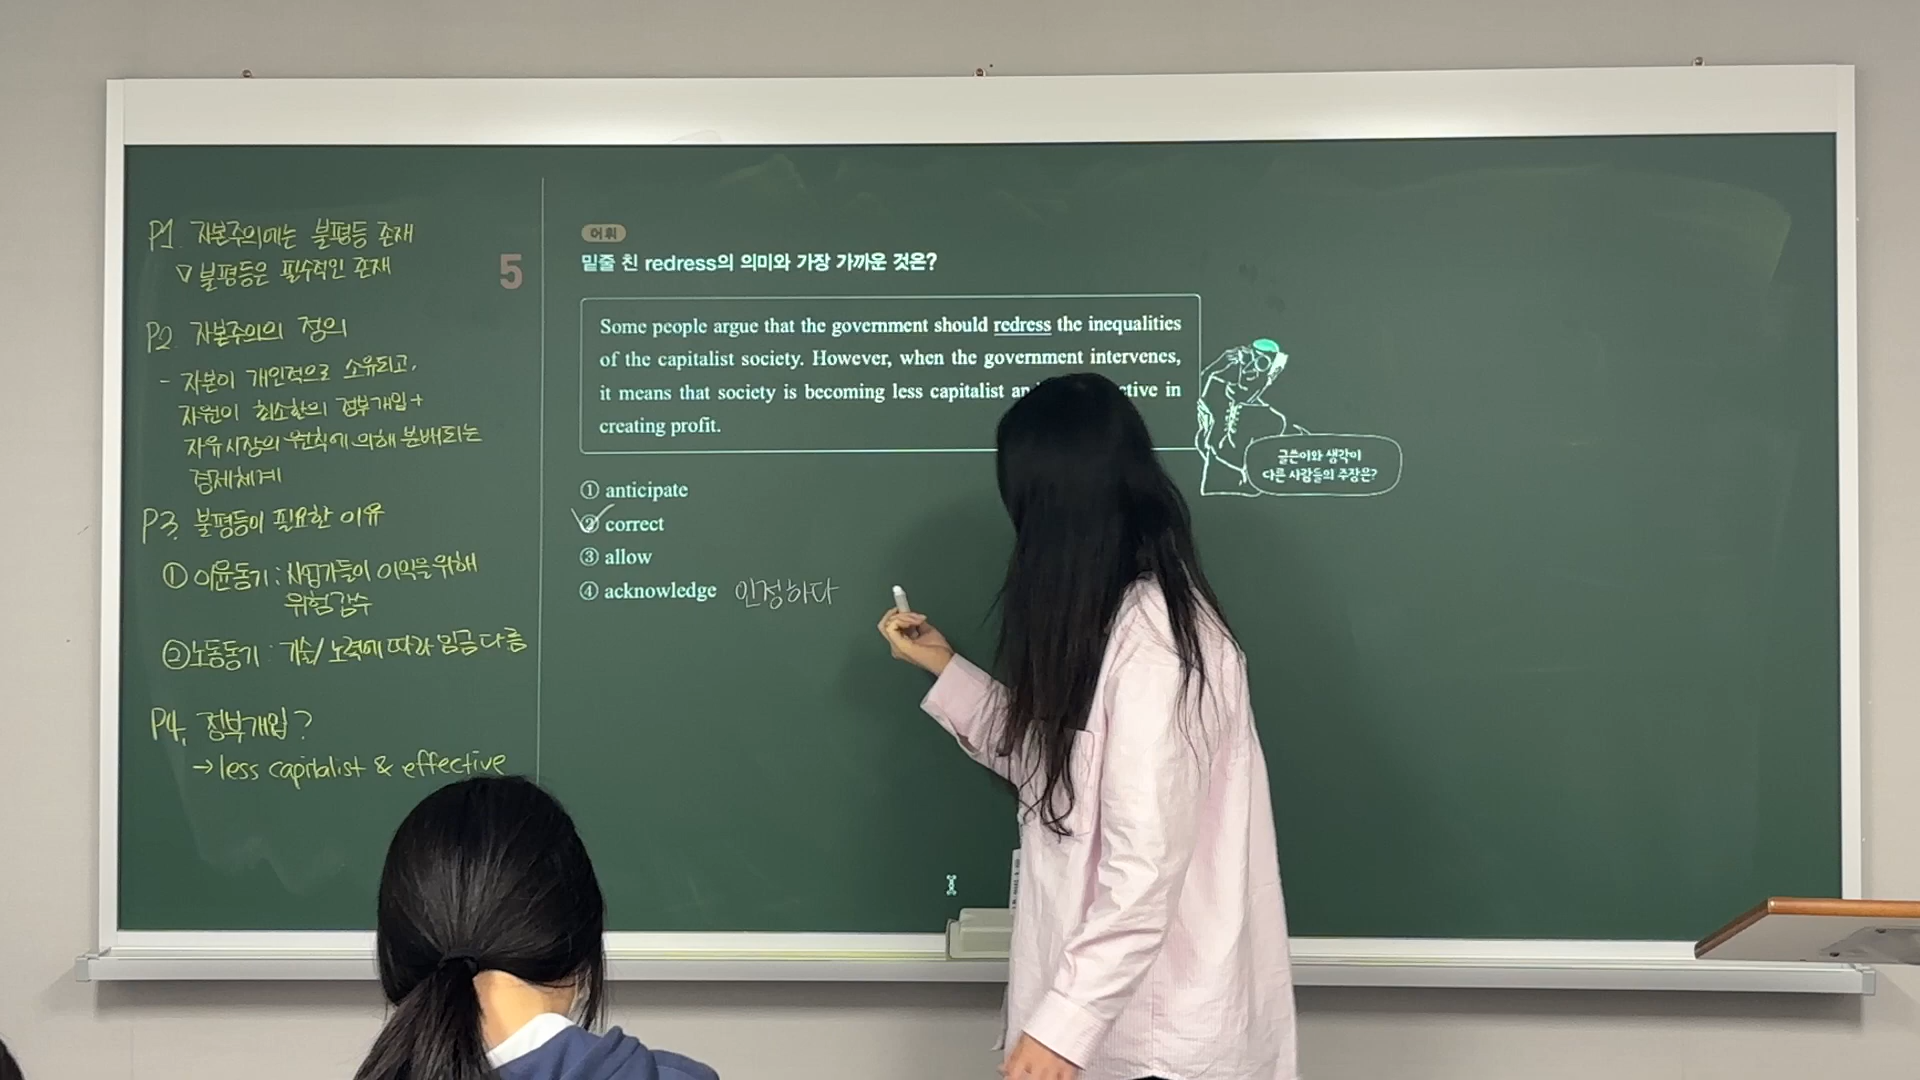 P1. 자본주의에는 불평등 존재
▽ 불평등은 필수적인 존재
P2. 자본주의의 정의
- 자본이 개인적으로 소유되고,
자원이 최소한의 정부개입+
자유시장의 원칙에 의해 분배되는
경제체계
P3. 불평등이 필요한 이유
① 이윤동기 : 사업가들이 이익을 위해
위험감수
② 노동동기 : 기술/노력에 따라 임금 다름
P4. 정부개입?
→ less capitalist & effective
5
어휘
밑줄 친 redress의 의미와 가장 가까운 것은?
Some people argue that the government should redress the inequalities
of the capitalist society. However, when the government intervenes,
it means that society is becoming less capitalist in
creating profit.
글쓴이와 생각이
다른 사람들의 주장은?
① anticipate
② correct
③ allow
④ acknowledge 인정하다